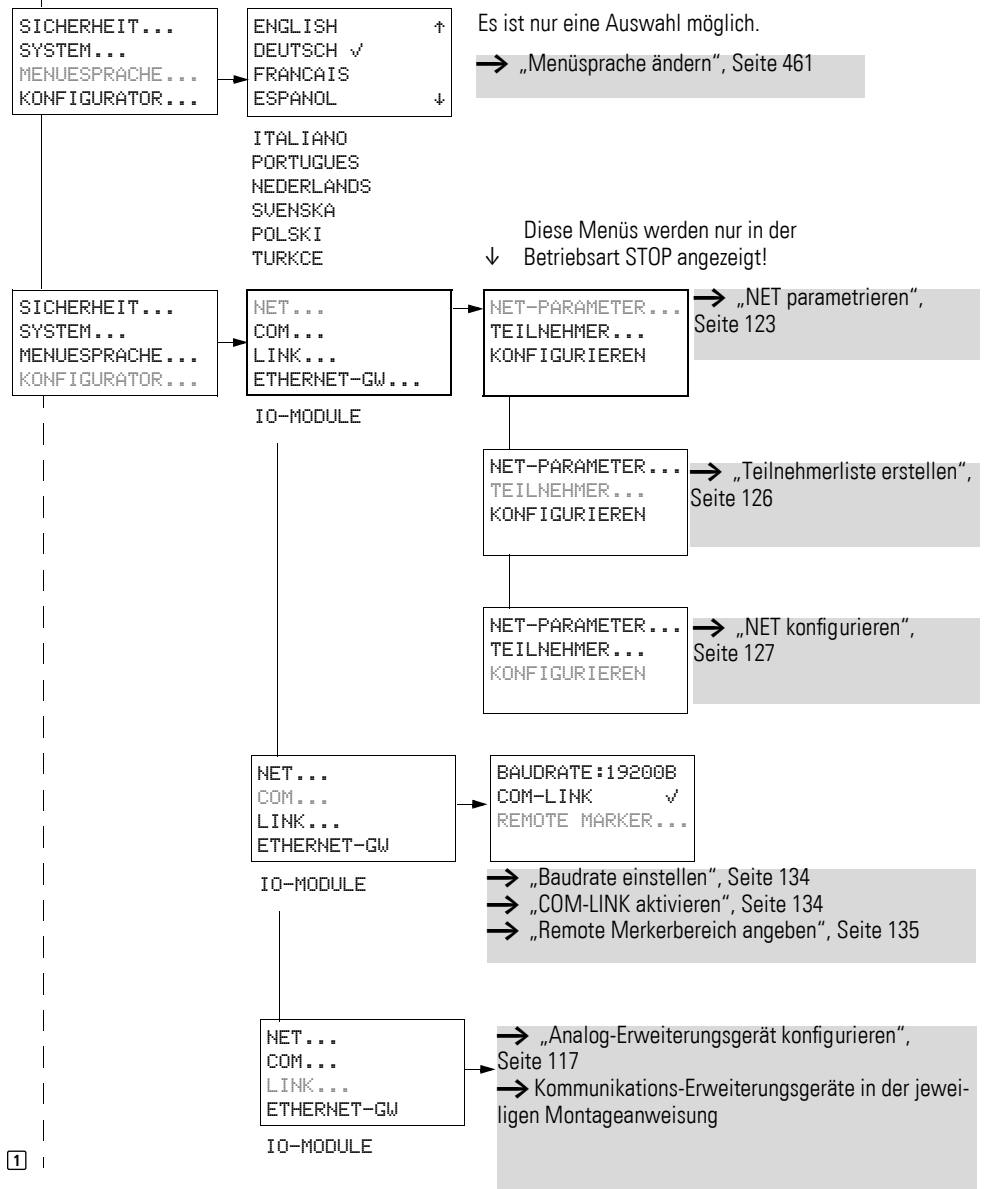 SICHERHEIT...
SYSTEM...
MENUESPRACHE...
KONFIGURATOR...
ENGLISH ↑
DEUTSCH √
FRANCAIS
ESPANOL ↓
ITALIANO
PORTUGUES
NEDERLANDS
SVENSKA
POLSKI
TURKCE
Es ist nur eine Auswahl möglich.
→ „Menüsprache ändern", Seite 461
Diese Menüs werden nur in der
↓ Betriebsart STOP angezeigt!
SICHERHEIT...
SYSTEM...
MENUESPRACHE...
KONFIGURATOR...
NET...
COM...
LINK...
ETHERNET-GW...
IO-MODULE
NET-PARAMETER...
TEILNEHMER...
KONFIGURIEREN
→ „NET parametrieren",
Seite 123
NET-PARAMETER...
TEILNEHMER...
KONFIGURIEREN
→ „Teilnehmerliste erstellen",
Seite 126
NET-PARAMETER...
TEILNEHMER...
KONFIGURIEREN
→ „NET konfigurieren",
Seite 127
NET...
COM...
LINK...
ETHERNET-GW
IO-MODULE
BAUDRATE:19200B
COM-LINK √
REMOTE MARKER...
→ „Baudrate einstellen", Seite 134
→ „COM-LINK aktivieren", Seite 134
→ „Remote Merkerbereich angeben", Seite 135
NET...
COM...
LINK...
ETHERNET-GW
IO-MODULE
→ „Analog-Erweiterungsgerät konfigurieren",
Seite 117
→ Kommunikations-Erweiterungsgeräte in der jewei-
ligen Montageanweisung
1